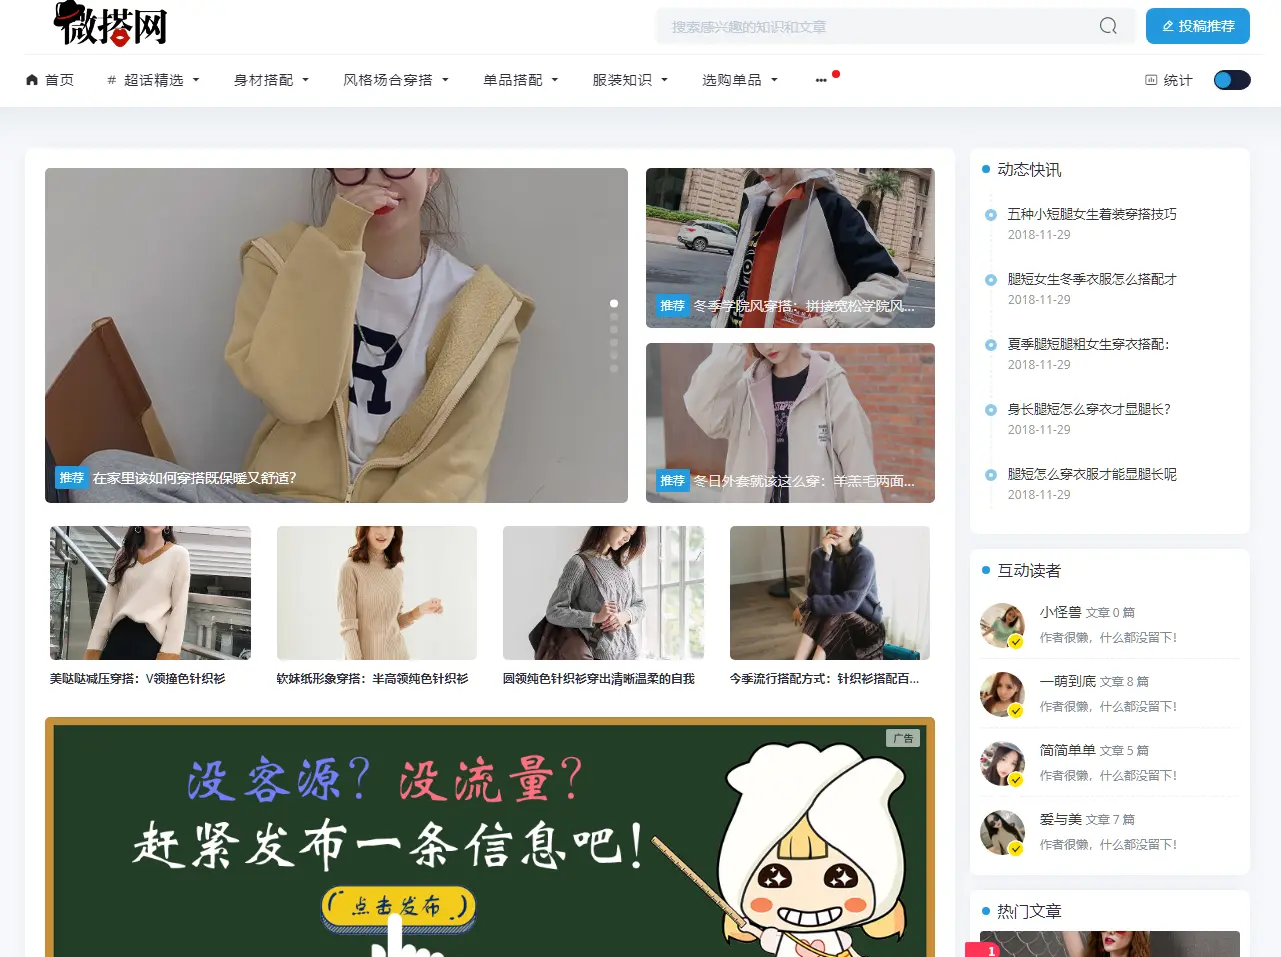 微搭网
搜索感兴趣的知识和文章
投稿推荐
首页
# 超话精选
身材搭配
风格场合穿搭
单品搭配
服装知识
选购单品
统计
推荐 在家里该如何穿搭既保暖又舒适?
推荐 冬季学院风穿搭：拼接宽松学院风...
推荐 冬日外套就该这么穿：羊羔毛两面...
美哒哒减压穿搭：V领撞色针织衫
软妹纸形象穿搭：半高领纯色针织衫
圆领纯色针织衫穿出清晰温柔的自我
今季流行搭配方式：针织衫搭配百...
广告
没客源? 没流量?
赶紧发布一条信息吧!
点击发布
动态快讯
五种小短腿女生着装穿搭技巧
2018-11-29
腿短女生冬季衣服怎么搭配才
2018-11-29
夏季腿短腿粗女生穿衣搭配：
2018-11-29
身长腿短怎么穿衣才显腿长?
2018-11-29
腿短怎么穿衣服才能显腿长呢
2018-11-29
互动读者
小怪兽 文章 0 篇
作者很懒，什么都没留下！
一萌到底 文章 8 篇
作者很懒，什么都没留下！
简简单单 文章 5 篇
作者很懒，什么都没留下！
爱与美 文章 7 篇
作者很懒，什么都没留下！
热门文章
1